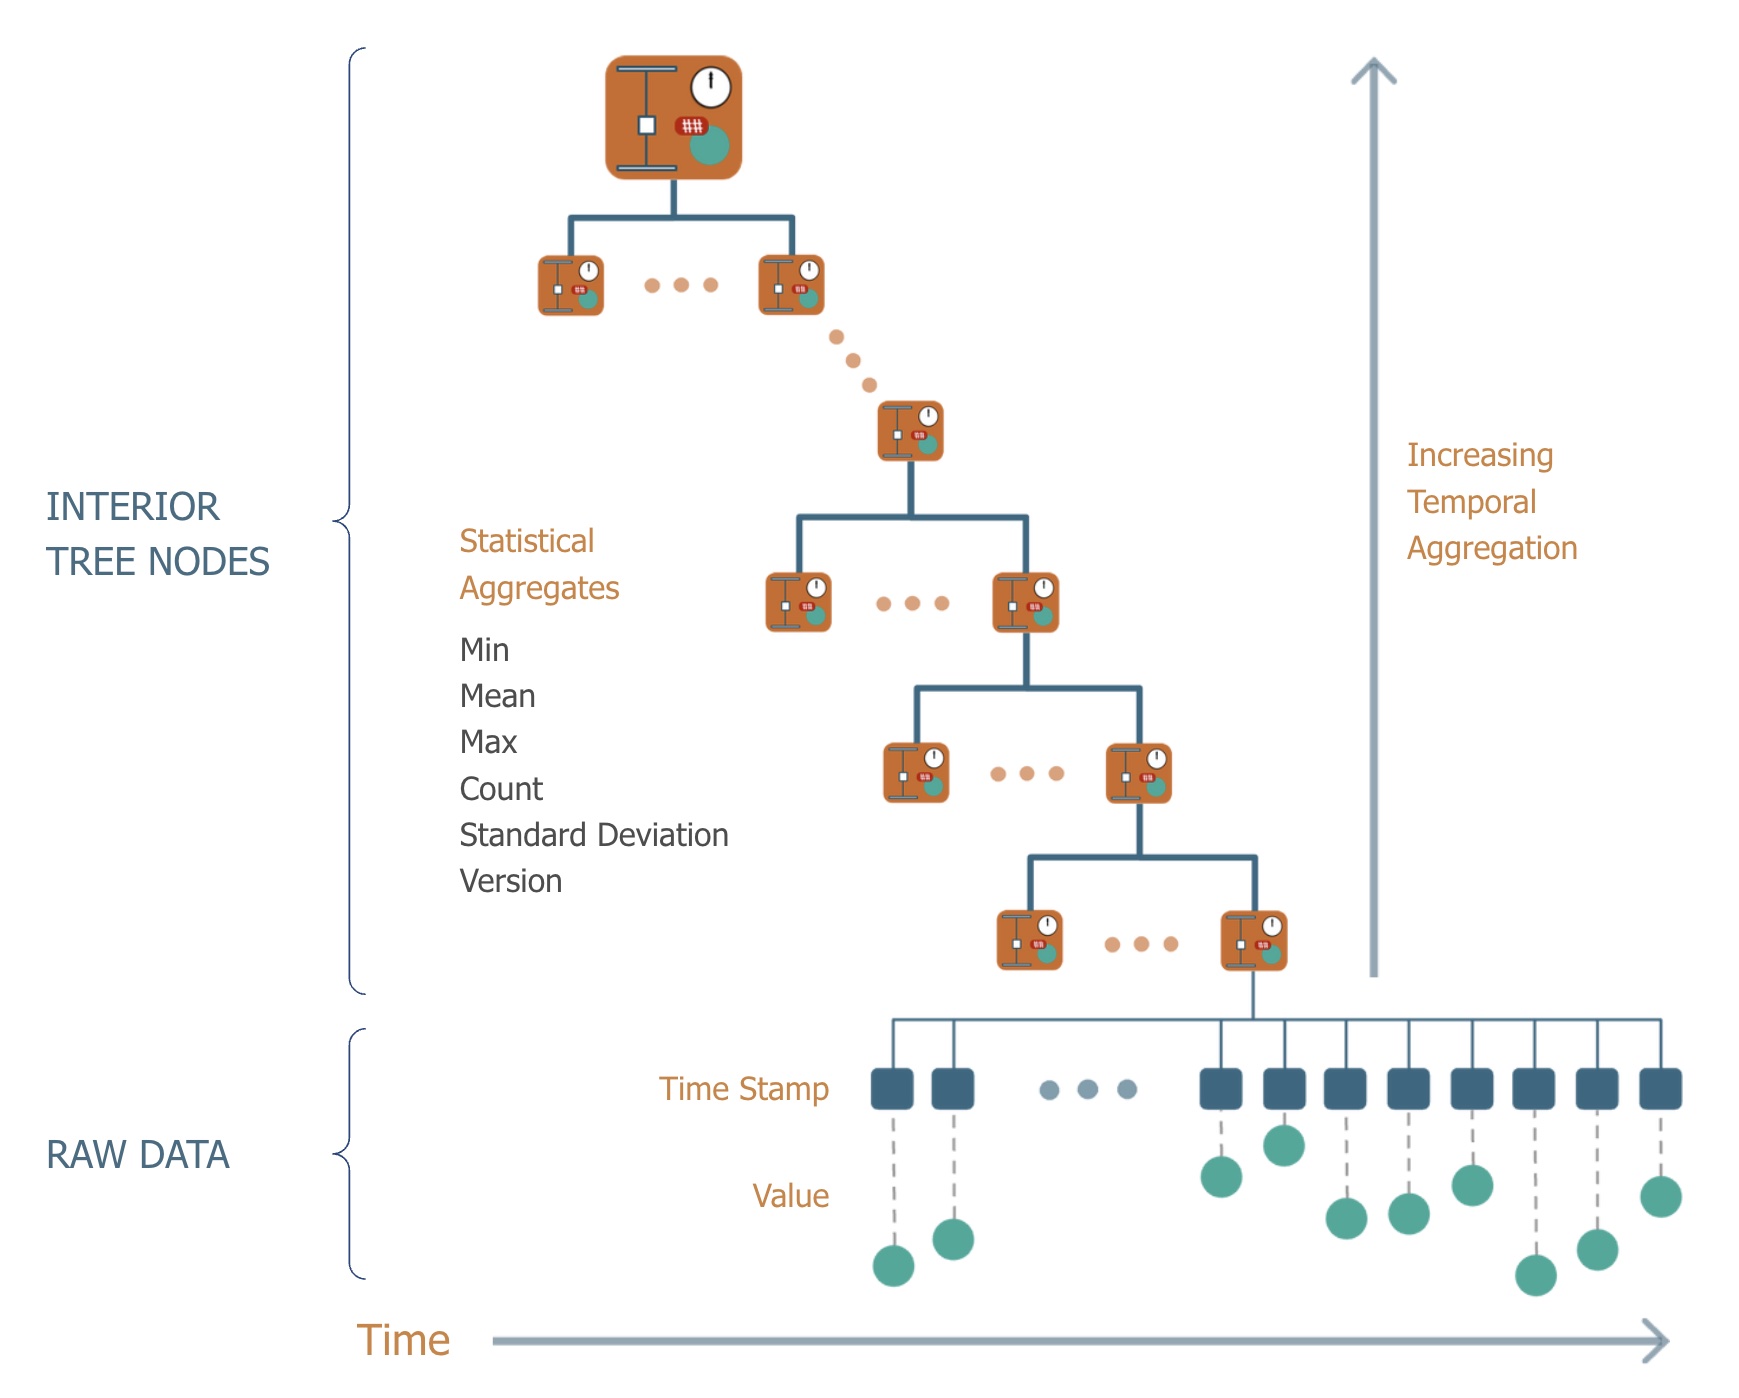 ##
INTERIOR
TREE NODES
Statistical
Aggregates
Min
Mean
Max
Count
Standard Deviation
Version
Increasing
Temporal
Aggregation
RAW DATA
Time Stamp
Value
Time